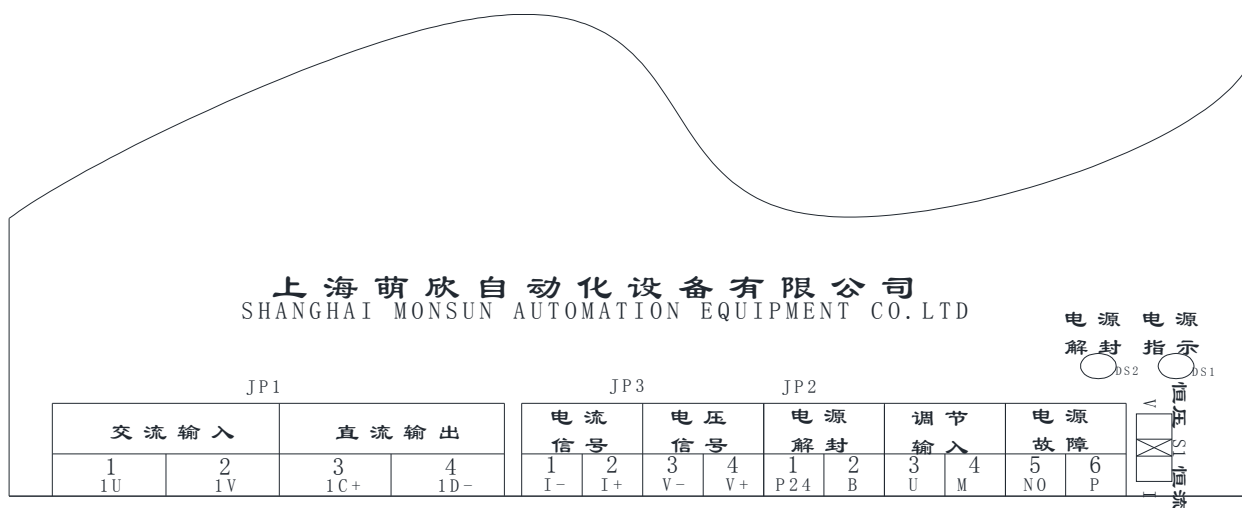 上海萌欣自动化设备有限公司
SHANGHAI MONSUN AUTOMATION EQUIPMENT CO.LTD
电源 电源
解封 指示
DS2 DS1
JP1 JP3 JP2
交流输入 直流输出
电流 电压 电源 调节 电源
信号 信号 解封 输入 故障
1 2 3 4 1 2 3 4 1 2 3 4 5 6
1U 1V 1C+ 1D- I- I+ V- V+ P24 B U M NO P
V
恒压 S1 恒流
I